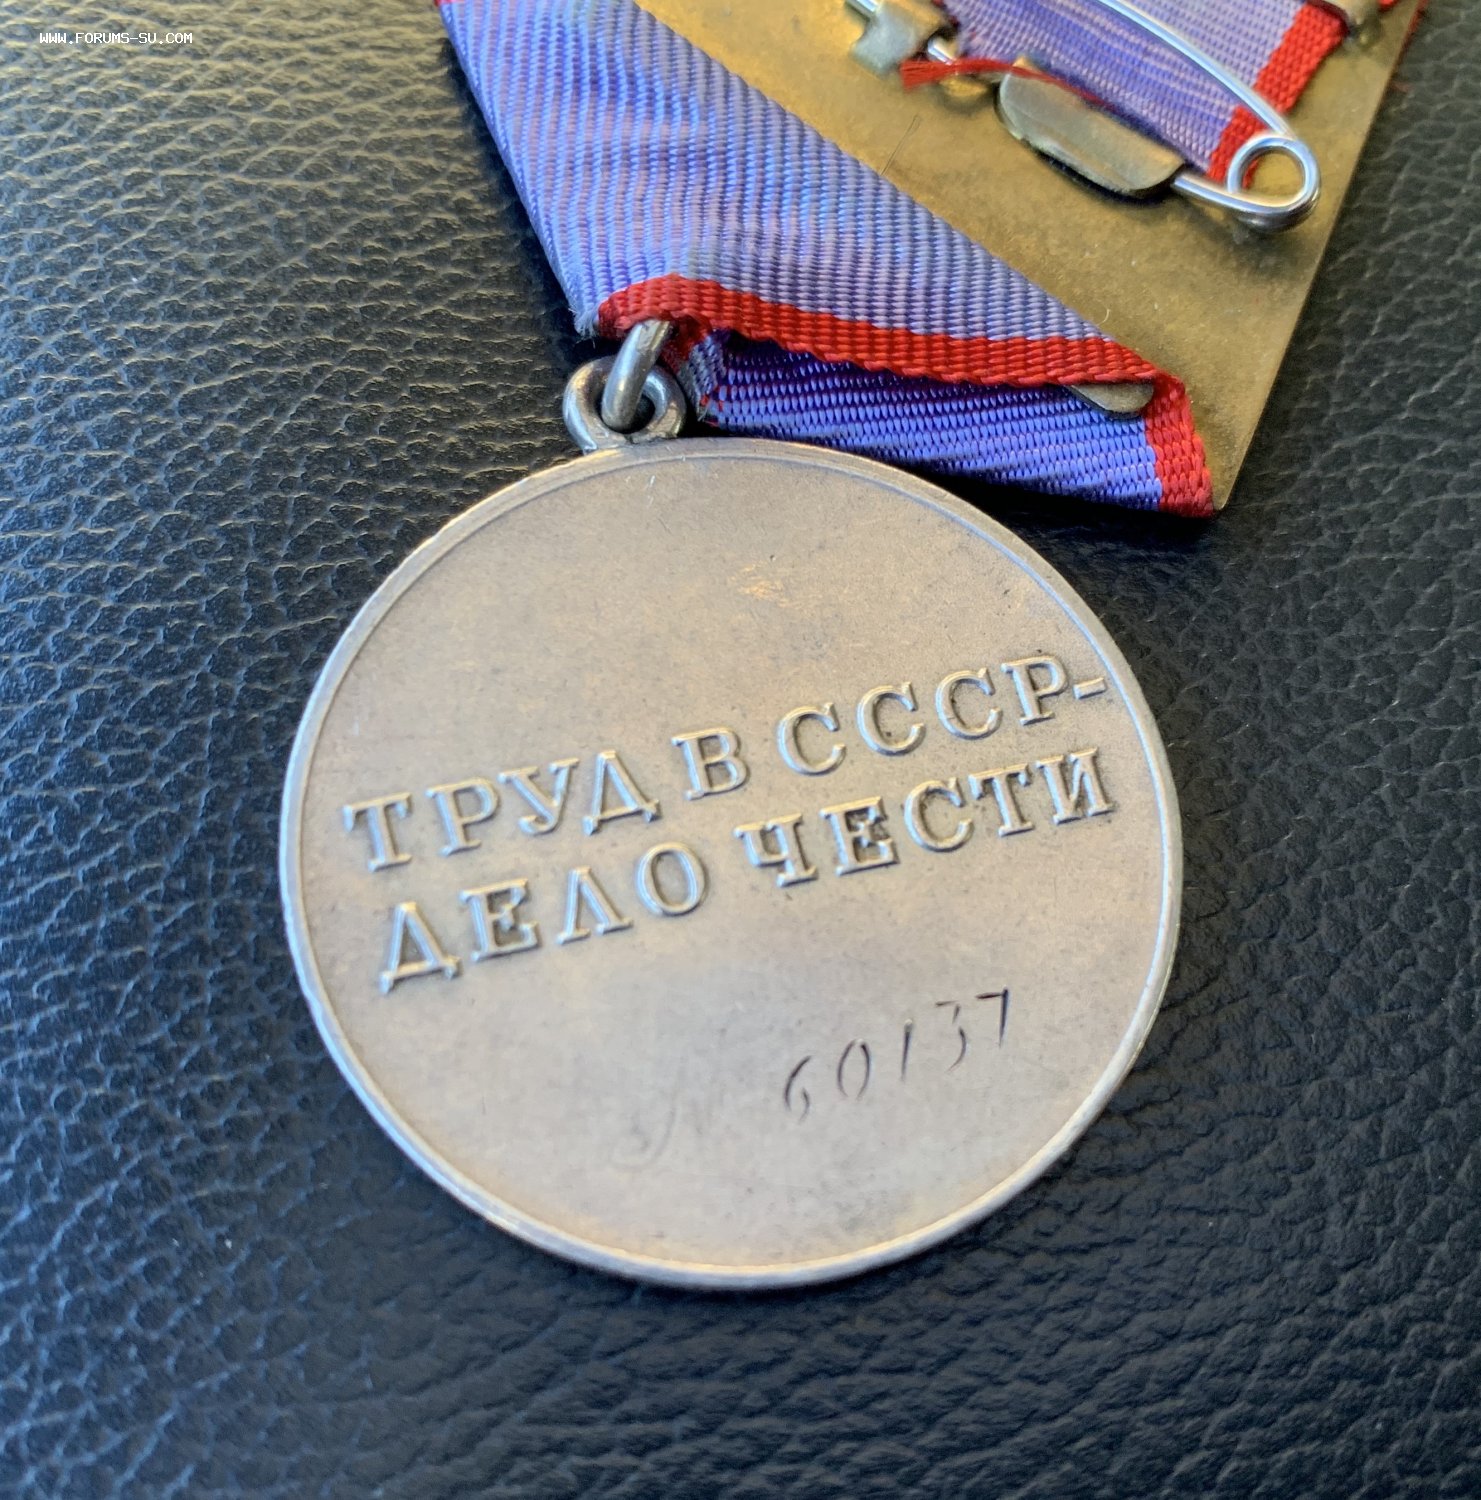 WWW.FORUMS-SU.COM
ТРУД В СССР-
ДЕЛО ЧЕСТИ
№ 60137